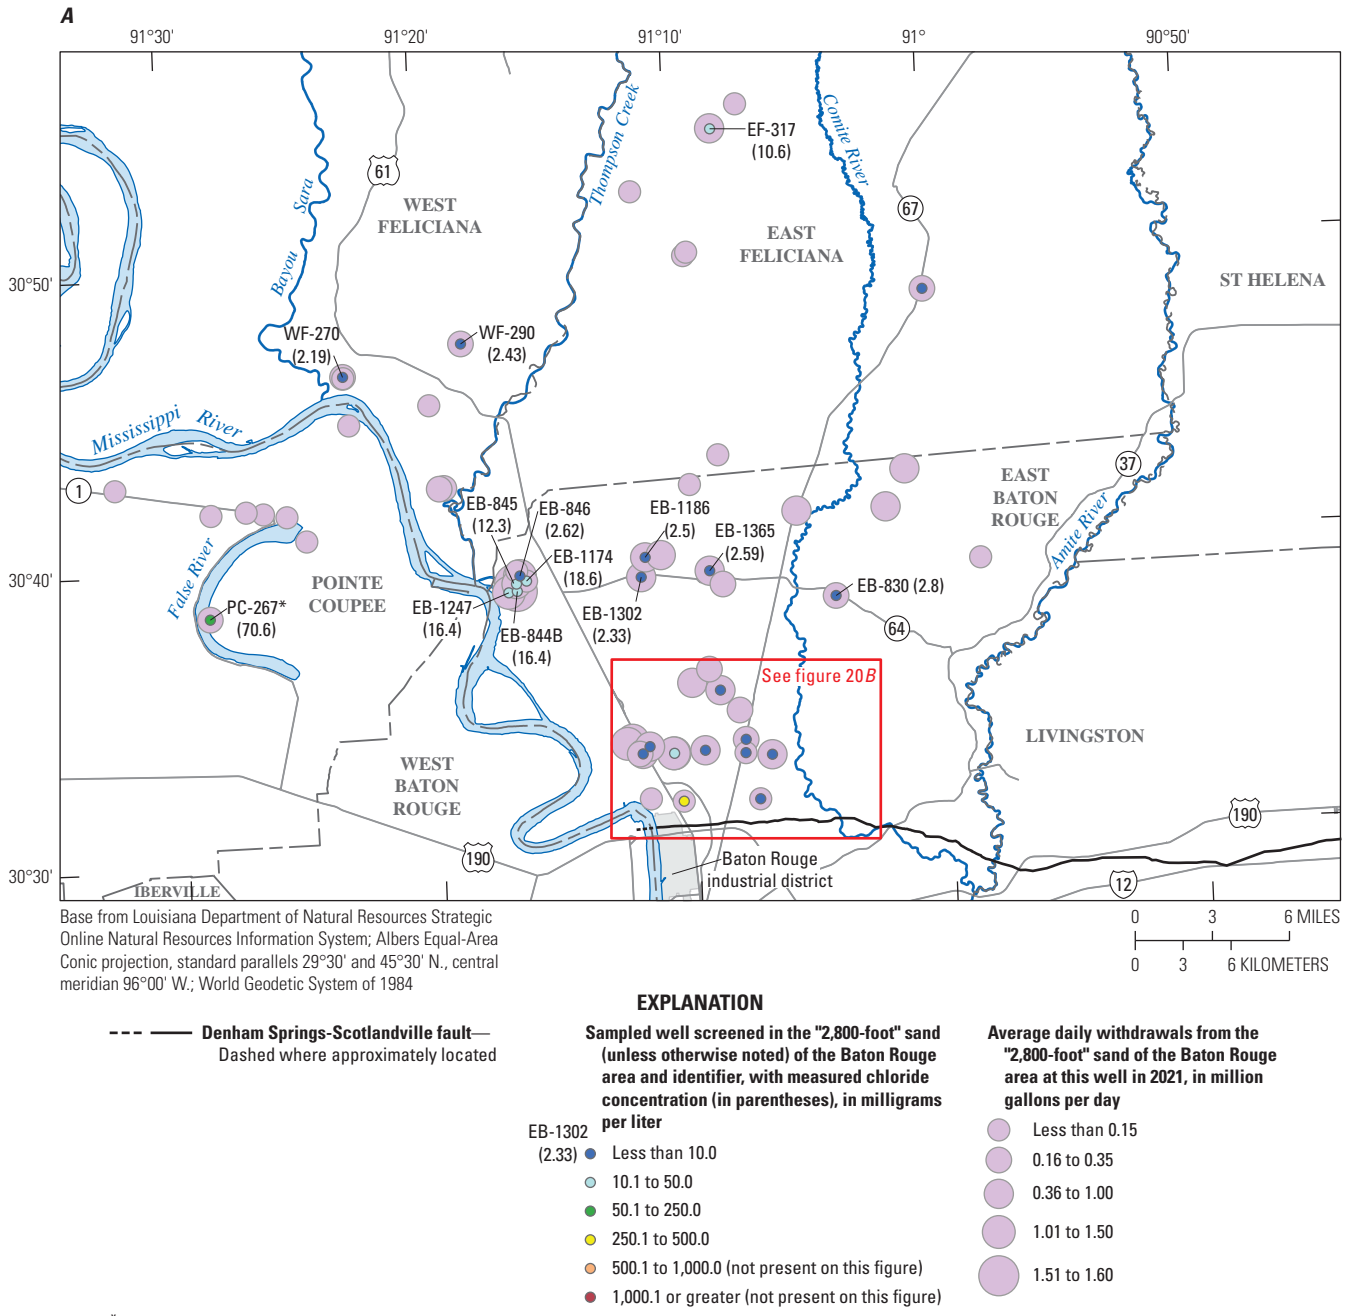 A
91°30'
91°20'
91°10'
91°
90°50'
30°50'
30°40'
30°30'
61
67
37
1
64
190
190
12
Bayou Sara
Thompson Creek
Comite River
Mississippi River
False River
Amite River
WEST
FELICIANA
EAST
FELICIANA
ST HELENA
EAST
BATON
ROUGE
POINTE
COUPEE
WEST
BATON
ROUGE
LIVINGSTON
IBERVILLE
EF-317
(10.6)
WF-270
(2.19)
WF-290
(2.43)
EB-845
(12.3)
EB-846
(2.62)
EB-1174
(18.6)
EB-1186
(2.5)
EB-1365
(2.59)
EB-830 (2.8)
EB-1302
(2.33)
EB-1247
(16.4)
EB-844B
(16.4)
PC-267*
(70.6)
See figure 20B
Baton Rouge
industrial district
Base from Louisiana Department of Natural Resources Strategic
Online Natural Resources Information System; Albers Equal-Area
Conic projection, standard parallels 29°30' and 45°30' N., central
meridian 96°00' W.; World Geodetic System of 1984
0 3 6 MILES
0 3 6 KILOMETERS
EXPLANATION
Denham Springs-Scotlandville fault—
Dashed where approximately located
Sampled well screened in the "2,800-foot" sand
(unless otherwise noted) of the Baton Rouge
area and identifier, with measured chloride
concentration (in parentheses), in milligrams
per liter
EB-1302
(2.33)
Less than 10.0
10.1 to 50.0
50.1 to 250.0
250.1 to 500.0
500.1 to 1,000.0 (not present on this figure)
1,000.1 or greater (not present on this figure)
Average daily withdrawals from the
"2,800-foot" sand of the Baton Rouge
area at this well in 2021, in million
gallons per day
Less than 0.15
0.16 to 0.35
0.36 to 1.00
1.01 to 1.50
1.51 to 1.60